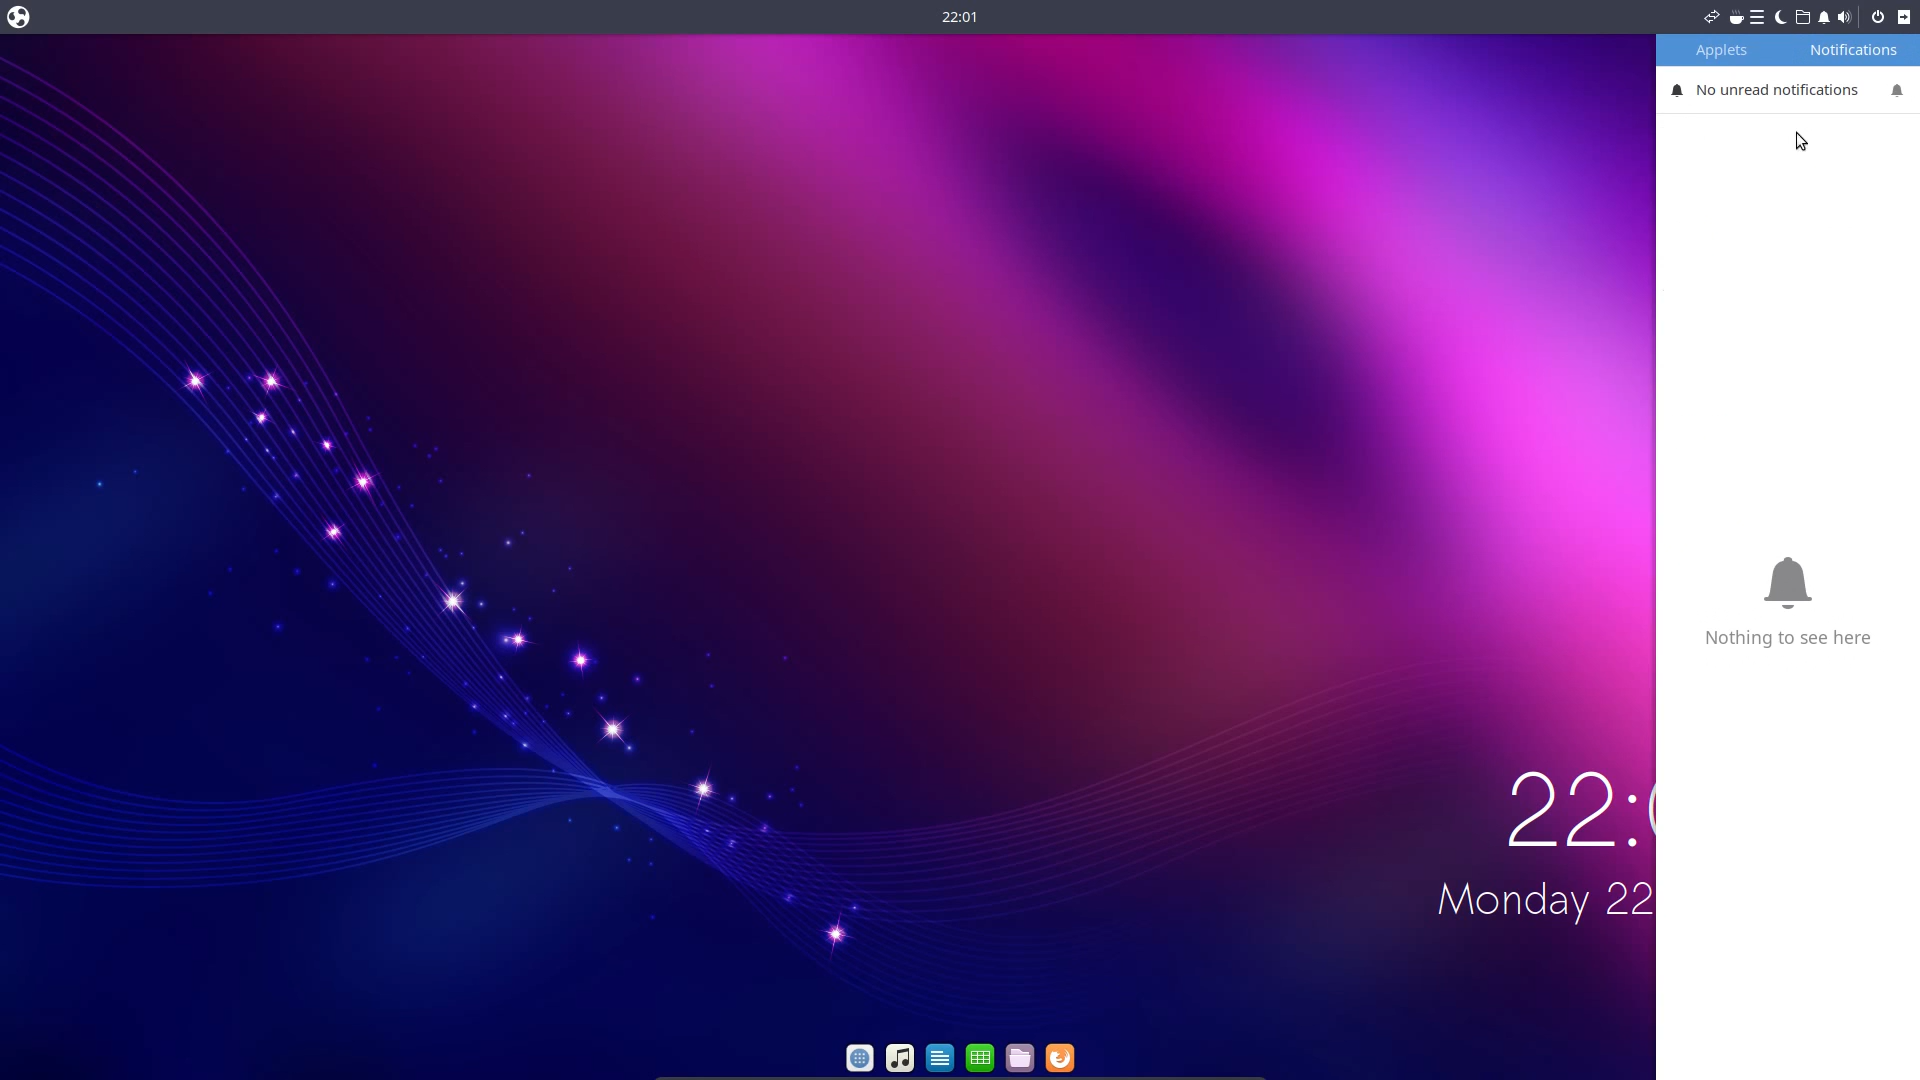 22:01
Applets Notifications
No unread notifications
Nothing to see here
22:
Monday 22